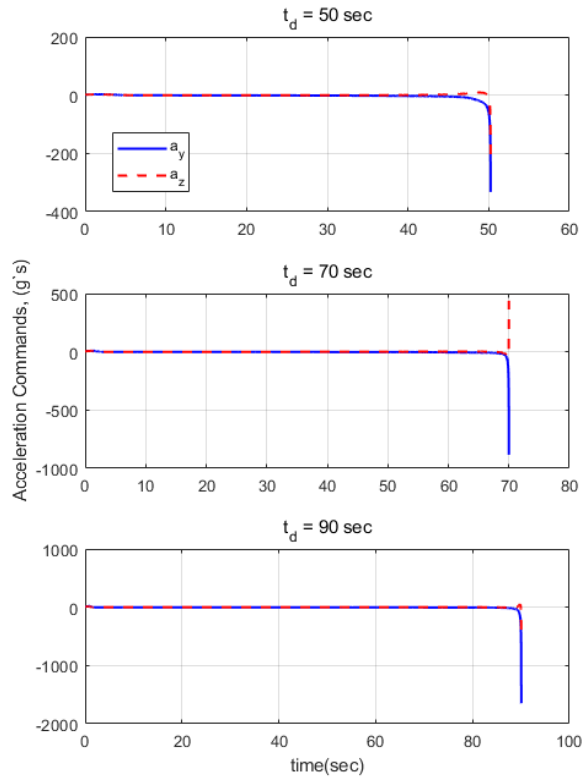 t_d = 50 sec
200
0
-200
-400
a_y
a_z
0 10 20 30 40 50 60
t_d = 70 sec
500
0
-500
-1000
0 10 20 30 40 50 60 70 80
Acceleration Commands, (g`s)
t_d = 90 sec
1000
0
-1000
-2000
0 20 40 60 80 100
time(sec)